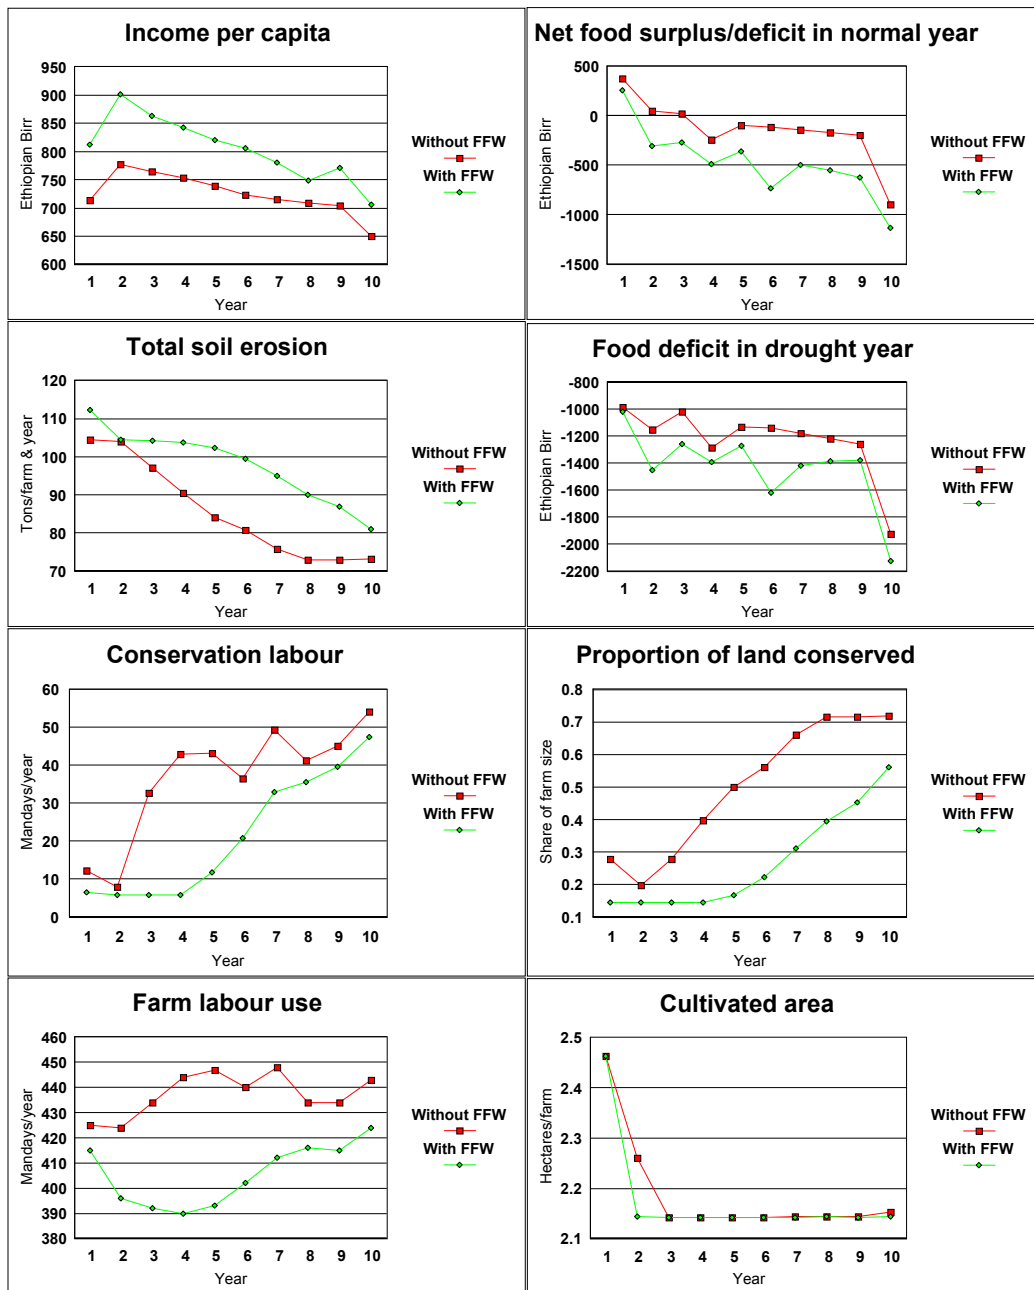 Income per capita
950
900
850
800
750
700
650
600
Ethiopian Birr
1 2 3 4 5 6 7 8 9 10
Year
Without FFW
With FFW
Net food surplus/deficit in normal year
500
0
-500
-1000
-1500
Ethiopian Birr
1 2 3 4 5 6 7 8 9 10
Year
Without FFW
With FFW
Total soil erosion
120
110
100
90
80
70
Tons/farm & year
1 2 3 4 5 6 7 8 9 10
Year
Without FFW
With FFW
Food deficit in drought year
-800
-1000
-1200
-1400
-1600
-1800
-2000
-2200
Ethiopian Birr
1 2 3 4 5 6 7 8 9 10
Year
Without FFW
With FFW
Conservation labour
60
50
40
30
20
10
0
Mandays/year
1 2 3 4 5 6 7 8 9 10
Year
Without FFW
With FFW
Proportion of land conserved
0.8
0.7
0.6
0.5
0.4
0.3
0.2
0.1
Share of farm size
1 2 3 4 5 6 7 8 9 10
Year
Without FFW
With FFW
Farm labour use
460
450
440
430
420
410
400
390
380
Mandays/year
1 2 3 4 5 6 7 8 9 10
Year
Without FFW
With FFW
Cultivated area
2.5
2.4
2.3
2.2
2.1
Hectares/farm
1 2 3 4 5 6 7 8 9 10
Year
Without FFW
With FFW